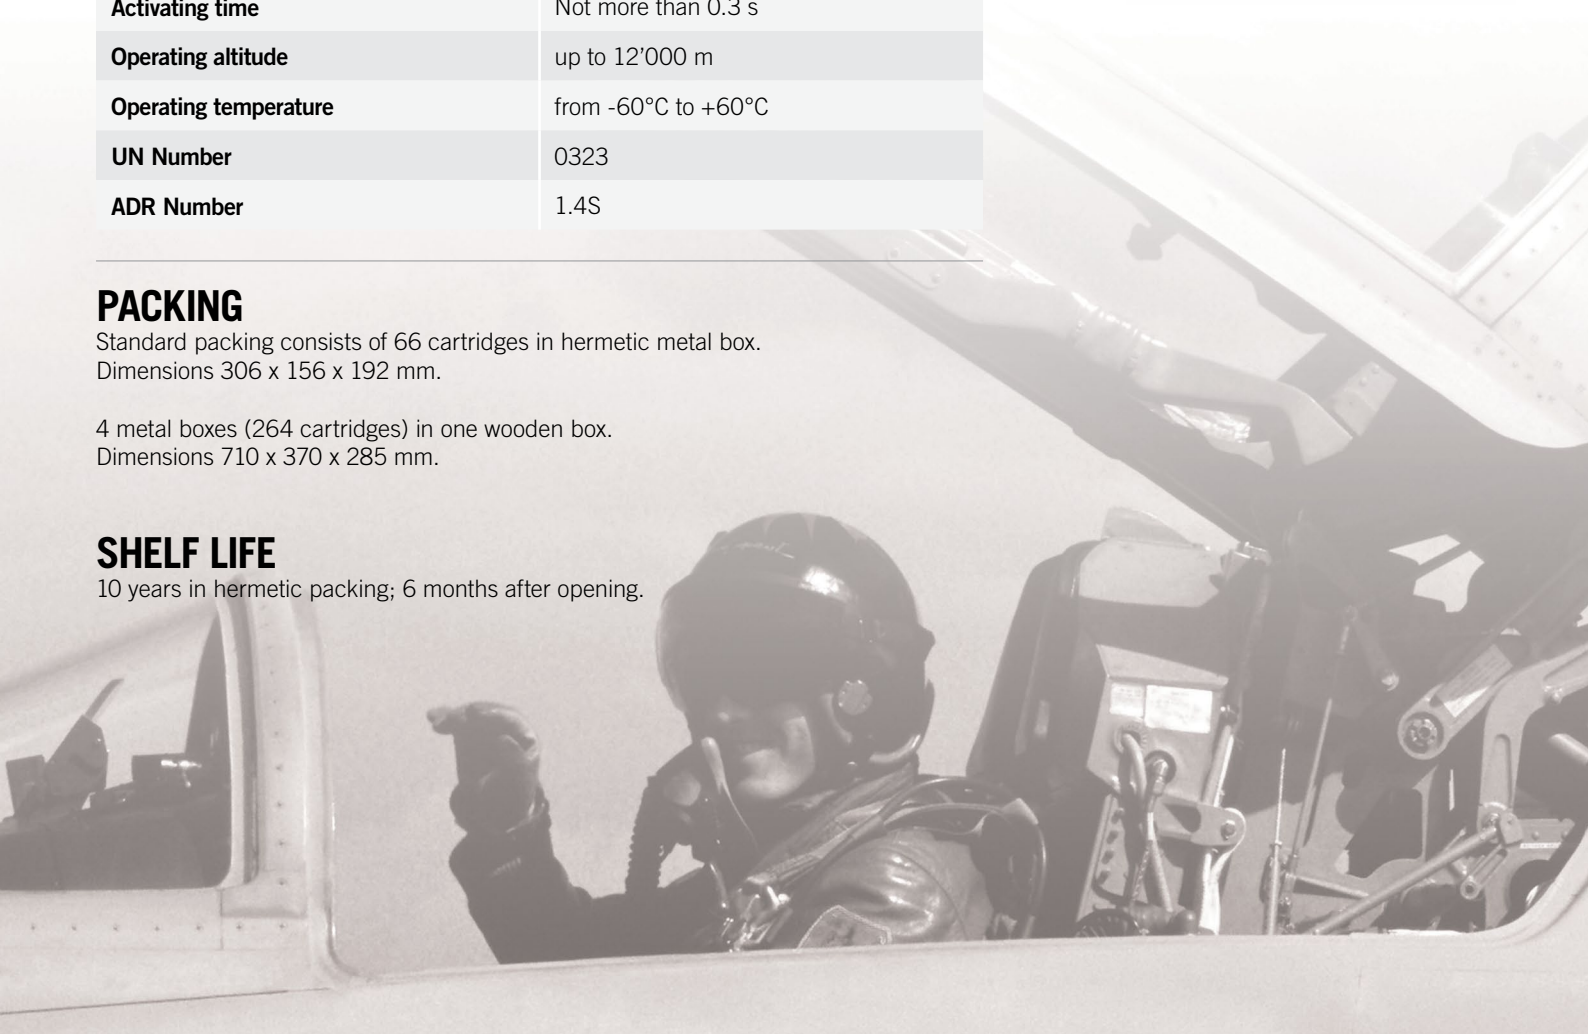 Activating time Not more than 0.3 s
Operating altitude up to 12’000 m
Operating temperature from -60°C to +60°C
UN Number 0323
ADR Number 1.4S
PACKING
Standard packing consists of 66 cartridges in hermetic metal box.
Dimensions 306 x 156 x 192 mm.
4 metal boxes (264 cartridges) in one wooden box.
Dimensions 710 x 370 x 285 mm.
SHELF LIFE
10 years in hermetic packing; 6 months after opening.